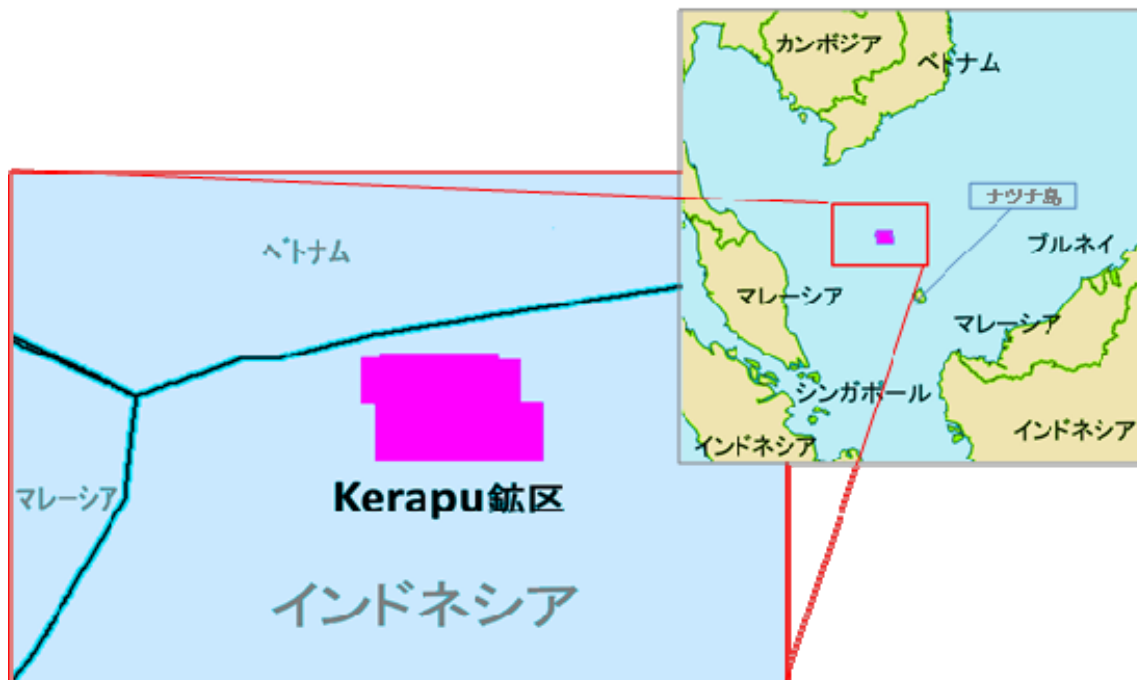 カンボジア
ベトナム
ナツナ島
ブルネイ
マレーシア
マレーシア
シンガポール
インドネシア
インドネシア
ベトナム
マレーシア
Kerapu鉱区
インドネシア